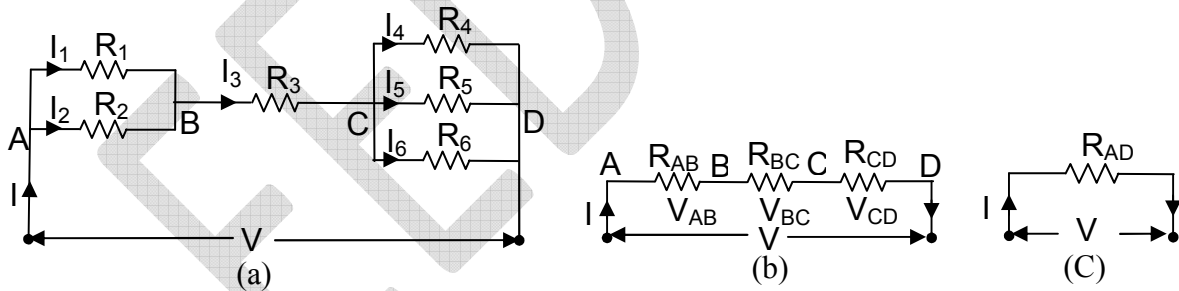 I₁ R₁
I₂ R₂
A B
I₃ R₃
I₄ R₄
C I₅ R₅ D
I₆ R₆
I
V
(a)
A R_AB B R_BC C R_CD D
I V_AB V_BC V_CD
V
(b)
R_AD
I V
(C)